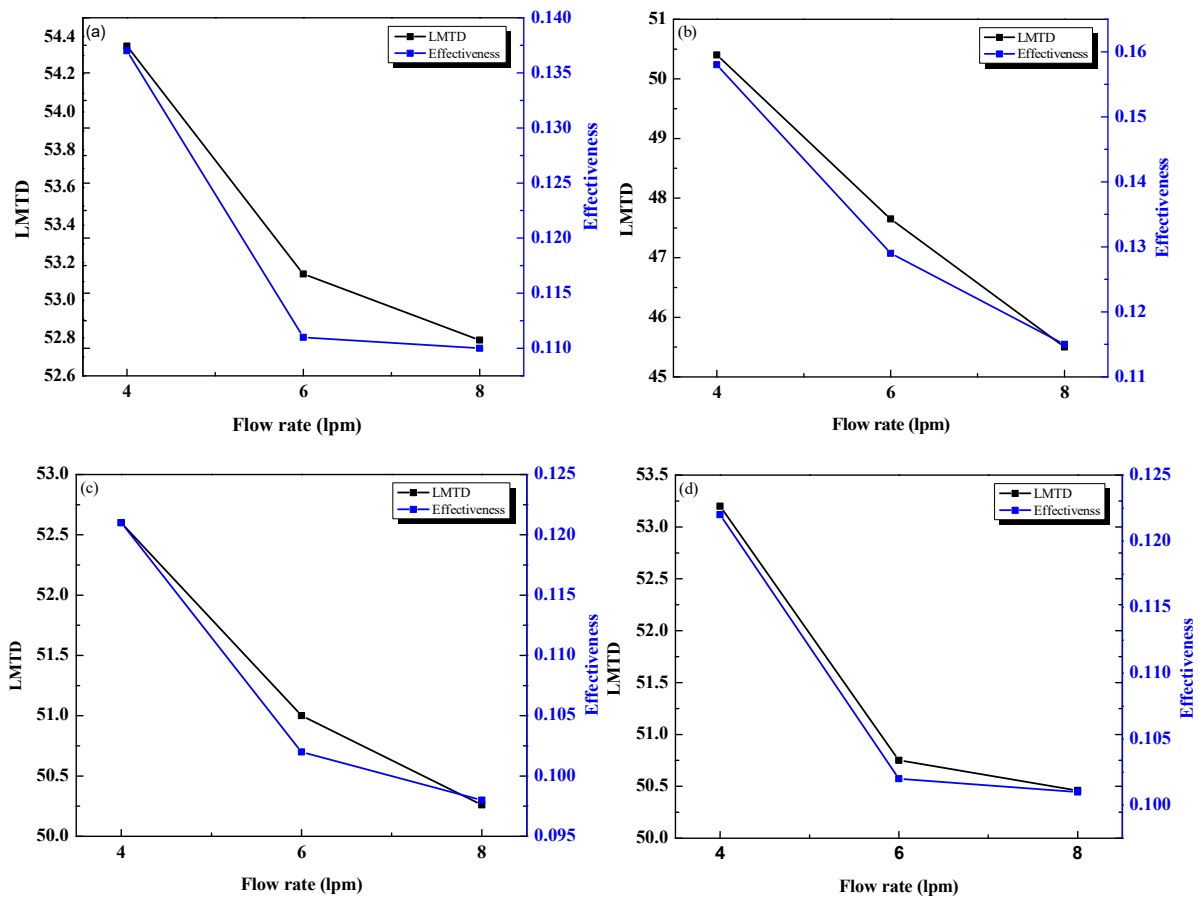 (a)
LMTD
Effectiveness
54.4
54.2
54.0
53.8
53.6
53.4
53.2
53.0
52.8
52.6
LMTD
0.140
0.135
0.130
0.125
0.120
0.115
0.110
Effectiveness
4
6
8
Flow rate (lpm)
(b)
LMTD
Effectiveness
51
50
49
48
47
46
45
LMTD
0.16
0.15
0.16
0.14
0.13
0.12
0.11
Effectiveness
4
6
8
Flow rate (lpm)
(c)
LMTD
Effectiveness
53.0
52.5
52.0
51.5
51.0
50.5
50.0
LMTD
0.125
0.120
0.115
0.110
0.105
0.100
0.095
Effectiveness
4
6
8
Flow rate (lpm)
(d)
LMTD
Effectivenss
53.5
53.0
52.5
52.0
51.5
51.0
50.5
50.0
LMTD
0.125
0.120
0.115
0.110
0.105
0.100
Effectiveness
4
6
8
Flow rate (lpm)